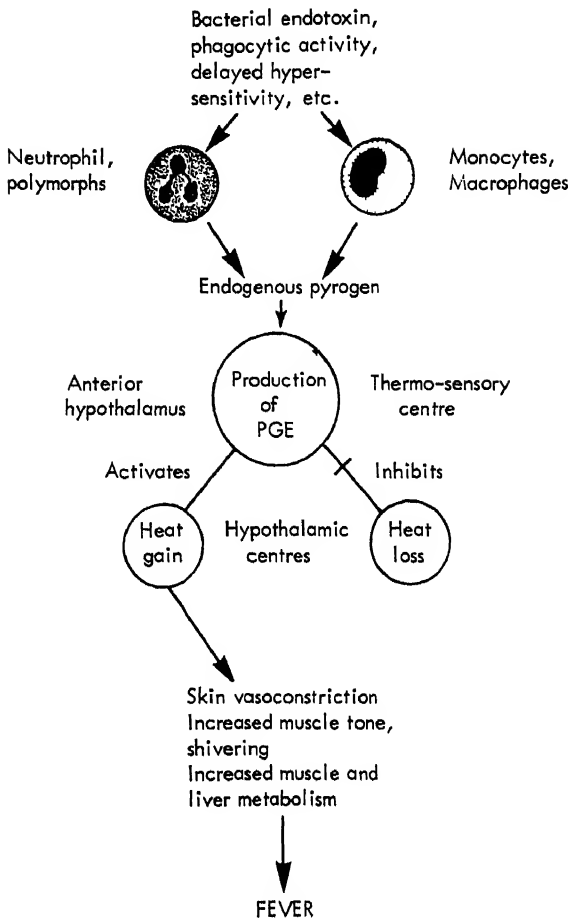 Bacterial endotoxin,
phagocytic activity,
delayed hyper-
sensitivity, etc.
Neutrophil,
polymorphs
Monocytes,
Macrophages
Endogenous pyrogen
Anterior
hypothalamus
Production
of
PGE
Thermo-sensory
centre
Activates
Inhibits
Heat
gain
Hypothalamic
centres
Heat
loss
Skin vasoconstriction
Increased muscle tone,
shivering
Increased muscle and
liver metabolism
FEVER